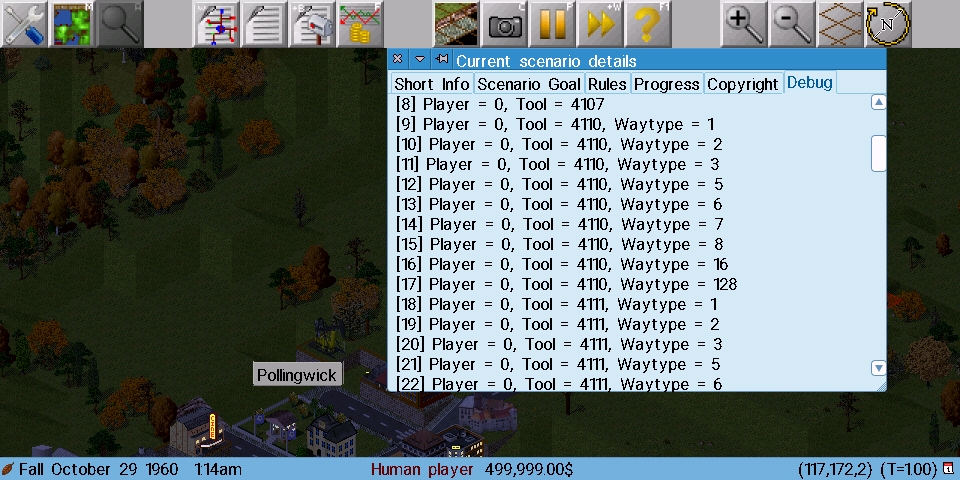 Current scenario details
Short Info Scenario Goal Rules Progress Copyright Debug
[8] Player = 0, Tool = 4107
[9] Player = 0, Tool = 4110, Waytype = 1
[10] Player = 0, Tool = 4110, Waytype = 2
[11] Player = 0, Tool = 4110, Waytype = 3
[12] Player = 0, Tool = 4110, Waytype = 5
[13] Player = 0, Tool = 4110, Waytype = 6
[14] Player = 0, Tool = 4110, Waytype = 7
[15] Player = 0, Tool = 4110, Waytype = 8
[16] Player = 0, Tool = 4110, Waytype = 16
[17] Player = 0, Tool = 4110, Waytype = 128
[18] Player = 0, Tool = 4111, Waytype = 1
[19] Player = 0, Tool = 4111, Waytype = 2
[20] Player = 0, Tool = 4111, Waytype = 3
[21] Player = 0, Tool = 4111, Waytype = 5
[22] Player = 0, Tool = 4111, Waytype = 6
Pollingwick
Fall October 29 1960 1:14am Human player 499,999.00$ (117,172,2) (T=1.00)